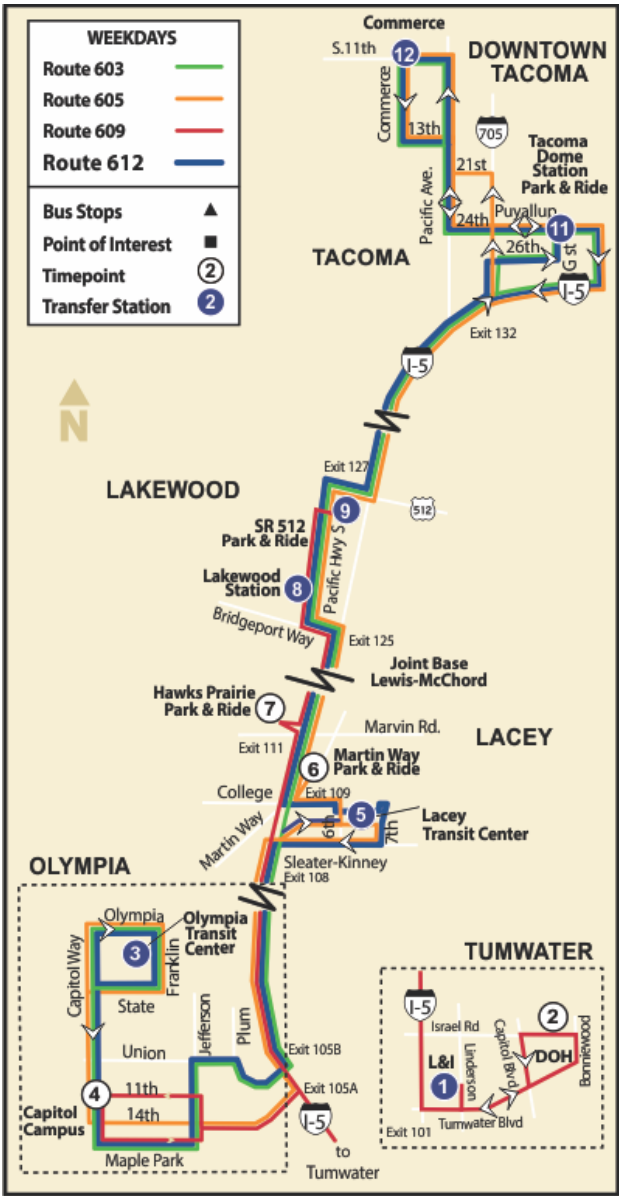 WEEKDAYS
Route 603
Route 605
Route 609
Route 612
Bus Stops
Point of Interest
Timepoint 2
Transfer Station 2
N
Commerce
S.11th
12
DOWNTOWN
TACOMA
Commerce
13th
705
Tacoma
Dome
Station
Park & Ride
21st
Pacific Ave.
Puyallup
24th
11
26th
G st
TACOMA
I-5
Exit 132
I-5
Exit 127
LAKEWOOD
9
512
SR 512
Park & Ride
Pacific Hwy S
Lakewood
Station
8
Bridgeport Way
Exit 125
Joint Base
Lewis-McChord
Hawks Prairie
Park & Ride
7
Marvin Rd.
Exit 111
LACEY
6
Martin Way
Park & Ride
College
Exit 109
Martin Way
6th
5
7th
Lacey
Transit Center
Sleater-Kinney
Exit 108
OLYMPIA
Olympia
Capitol Way
Olympia
Transit
Center
3
Franklin
State
Jefferson
Plum
Union
Exit 105B
4
11th
Exit 105A
Capitol
Campus
14th
I-5
Maple Park
to
Tumwater
TUMWATER
I-5
Israel Rd
2
Capitol Blvd
L&I
1
Linderson
DOH
Bonniewood
Exit 101
Tumwater Blvd